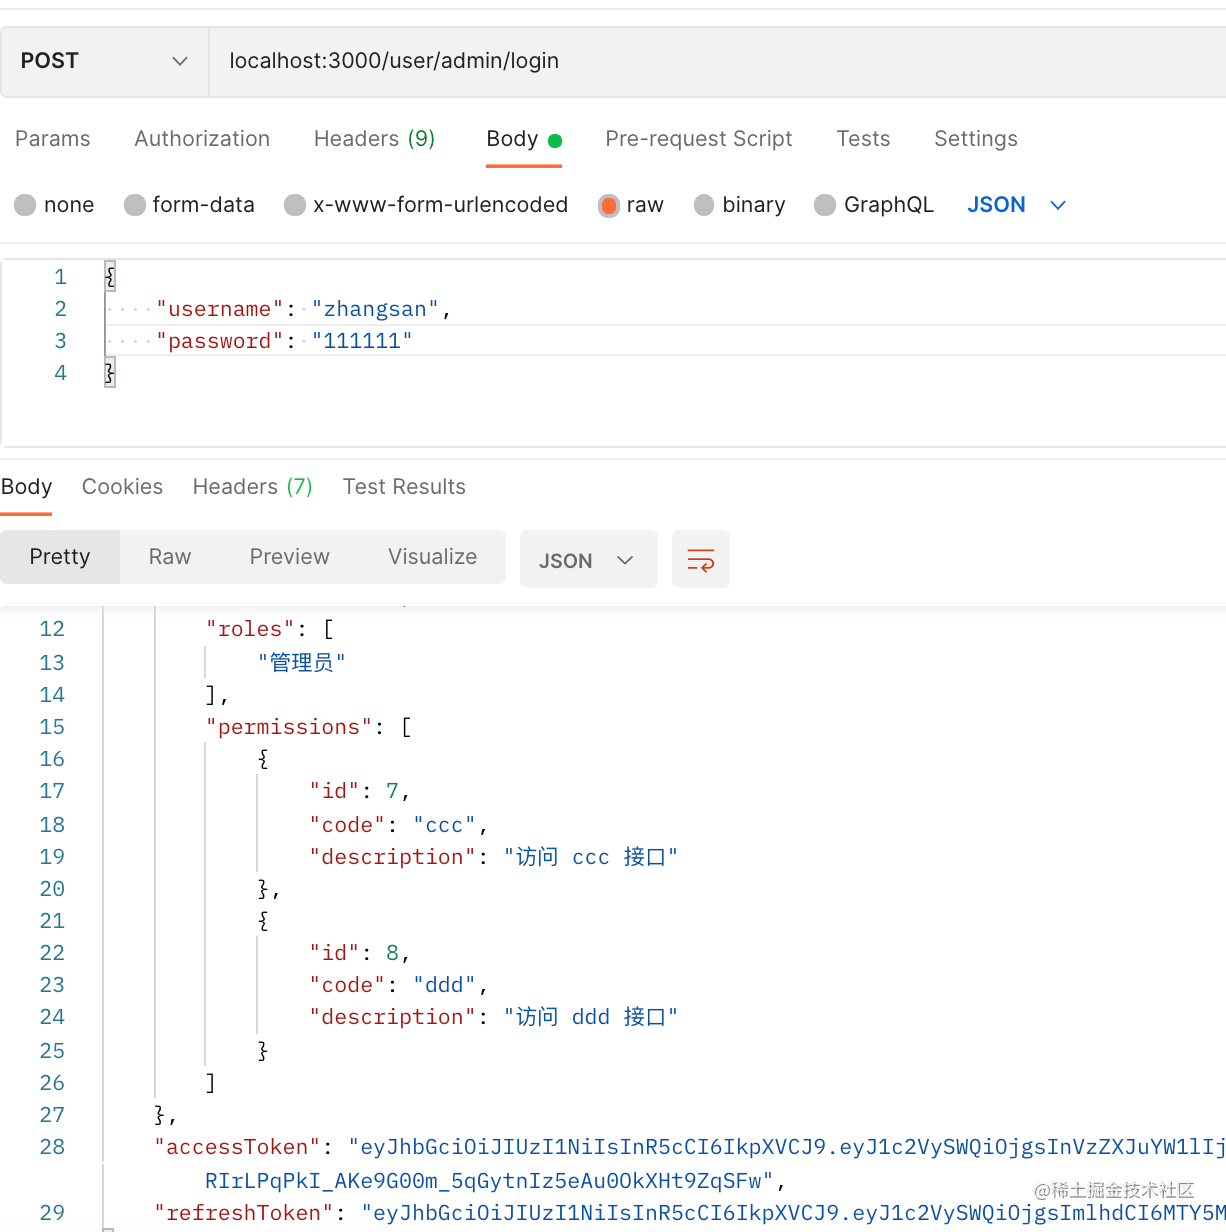 POST localhost:3000/user/admin/login
Params Authorization Headers (9) Body Pre-request Script Tests Settings
none form-data x-www-form-urlencoded raw binary GraphQL JSON
1 {
2 "username": "zhangsan",
3 "password": "111111"
4 }
Body Cookies Headers (7) Test Results
Pretty Raw Preview Visualize JSON
12 "roles": [
13 "管理员"
14 ],
15 "permissions": [
16 {
17 "id": 7,
18 "code": "ccc",
19 "description": "访问 ccc 接口"
20 },
21 {
22 "id": 8,
23 "code": "ddd",
24 "description": "访问 ddd 接口"
25 }
26 ]
27 },
28 "accessToken": "eyJhbGciOiJIUzI1NiIsInR5cCI6IkpXVCJ9.eyJ1c2VySWQiOjgsInVzZXJuYW1lIj
RIrLPqPkI_AKe9G00m_5qGytnIz5eAu0OkXHt9ZqSFw",
29 "refreshToken": "eyJhbGciOiJIUzI1NiIsInR5cCI6IkpXVCJ9.eyJ1c2VySWQiOjgsImlhdCI6MTY5M
@稀土掘金技术社区